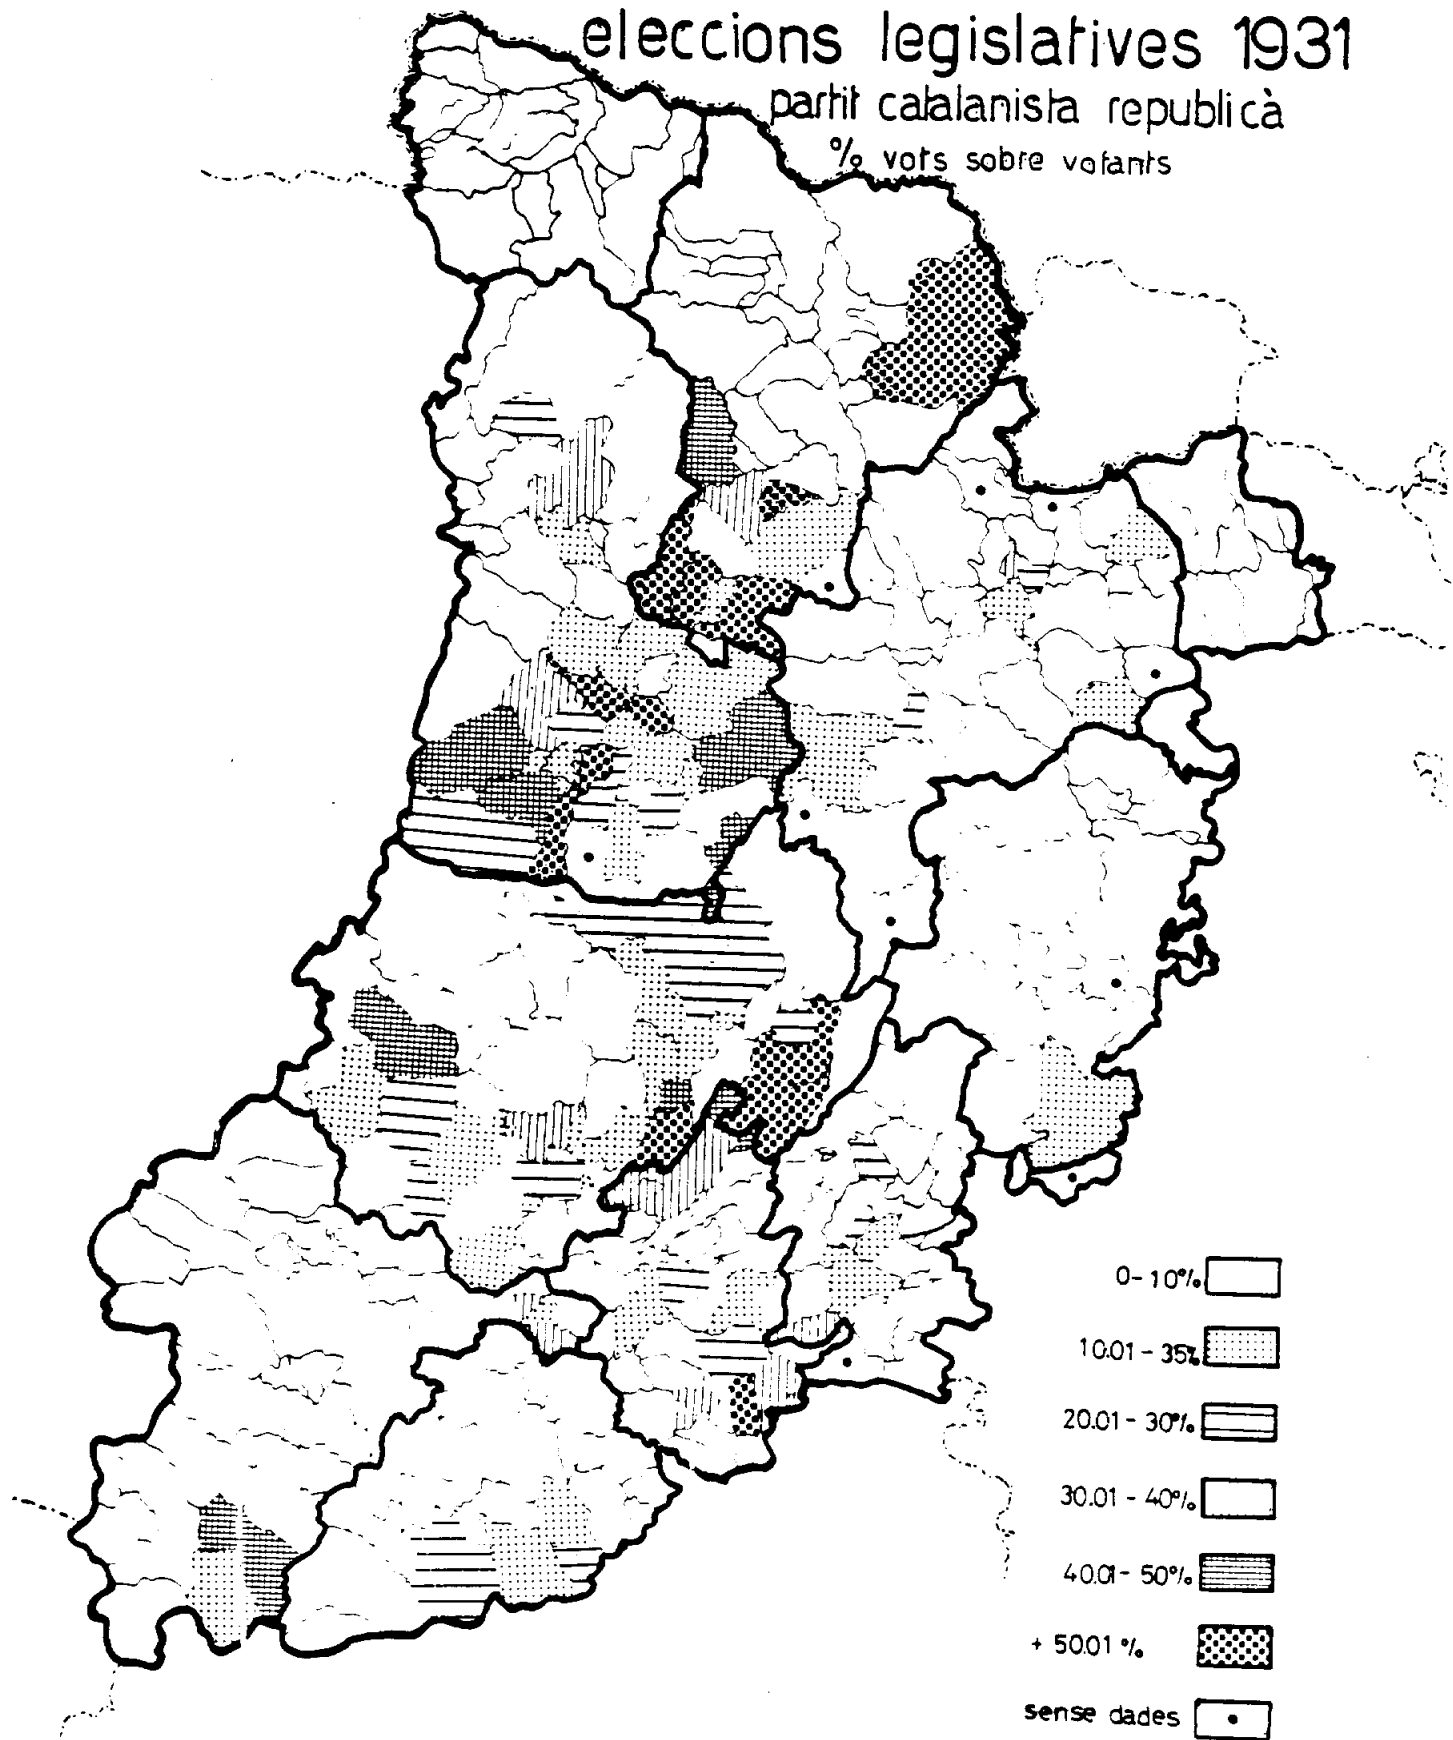 eleccions legislatives 1931
partit catalanista republicà
% vots sobre votants
0-10%
10.01-35%
20.01-30%
30.01-40%
40.01-50%
+ 50.01 %
sense dades